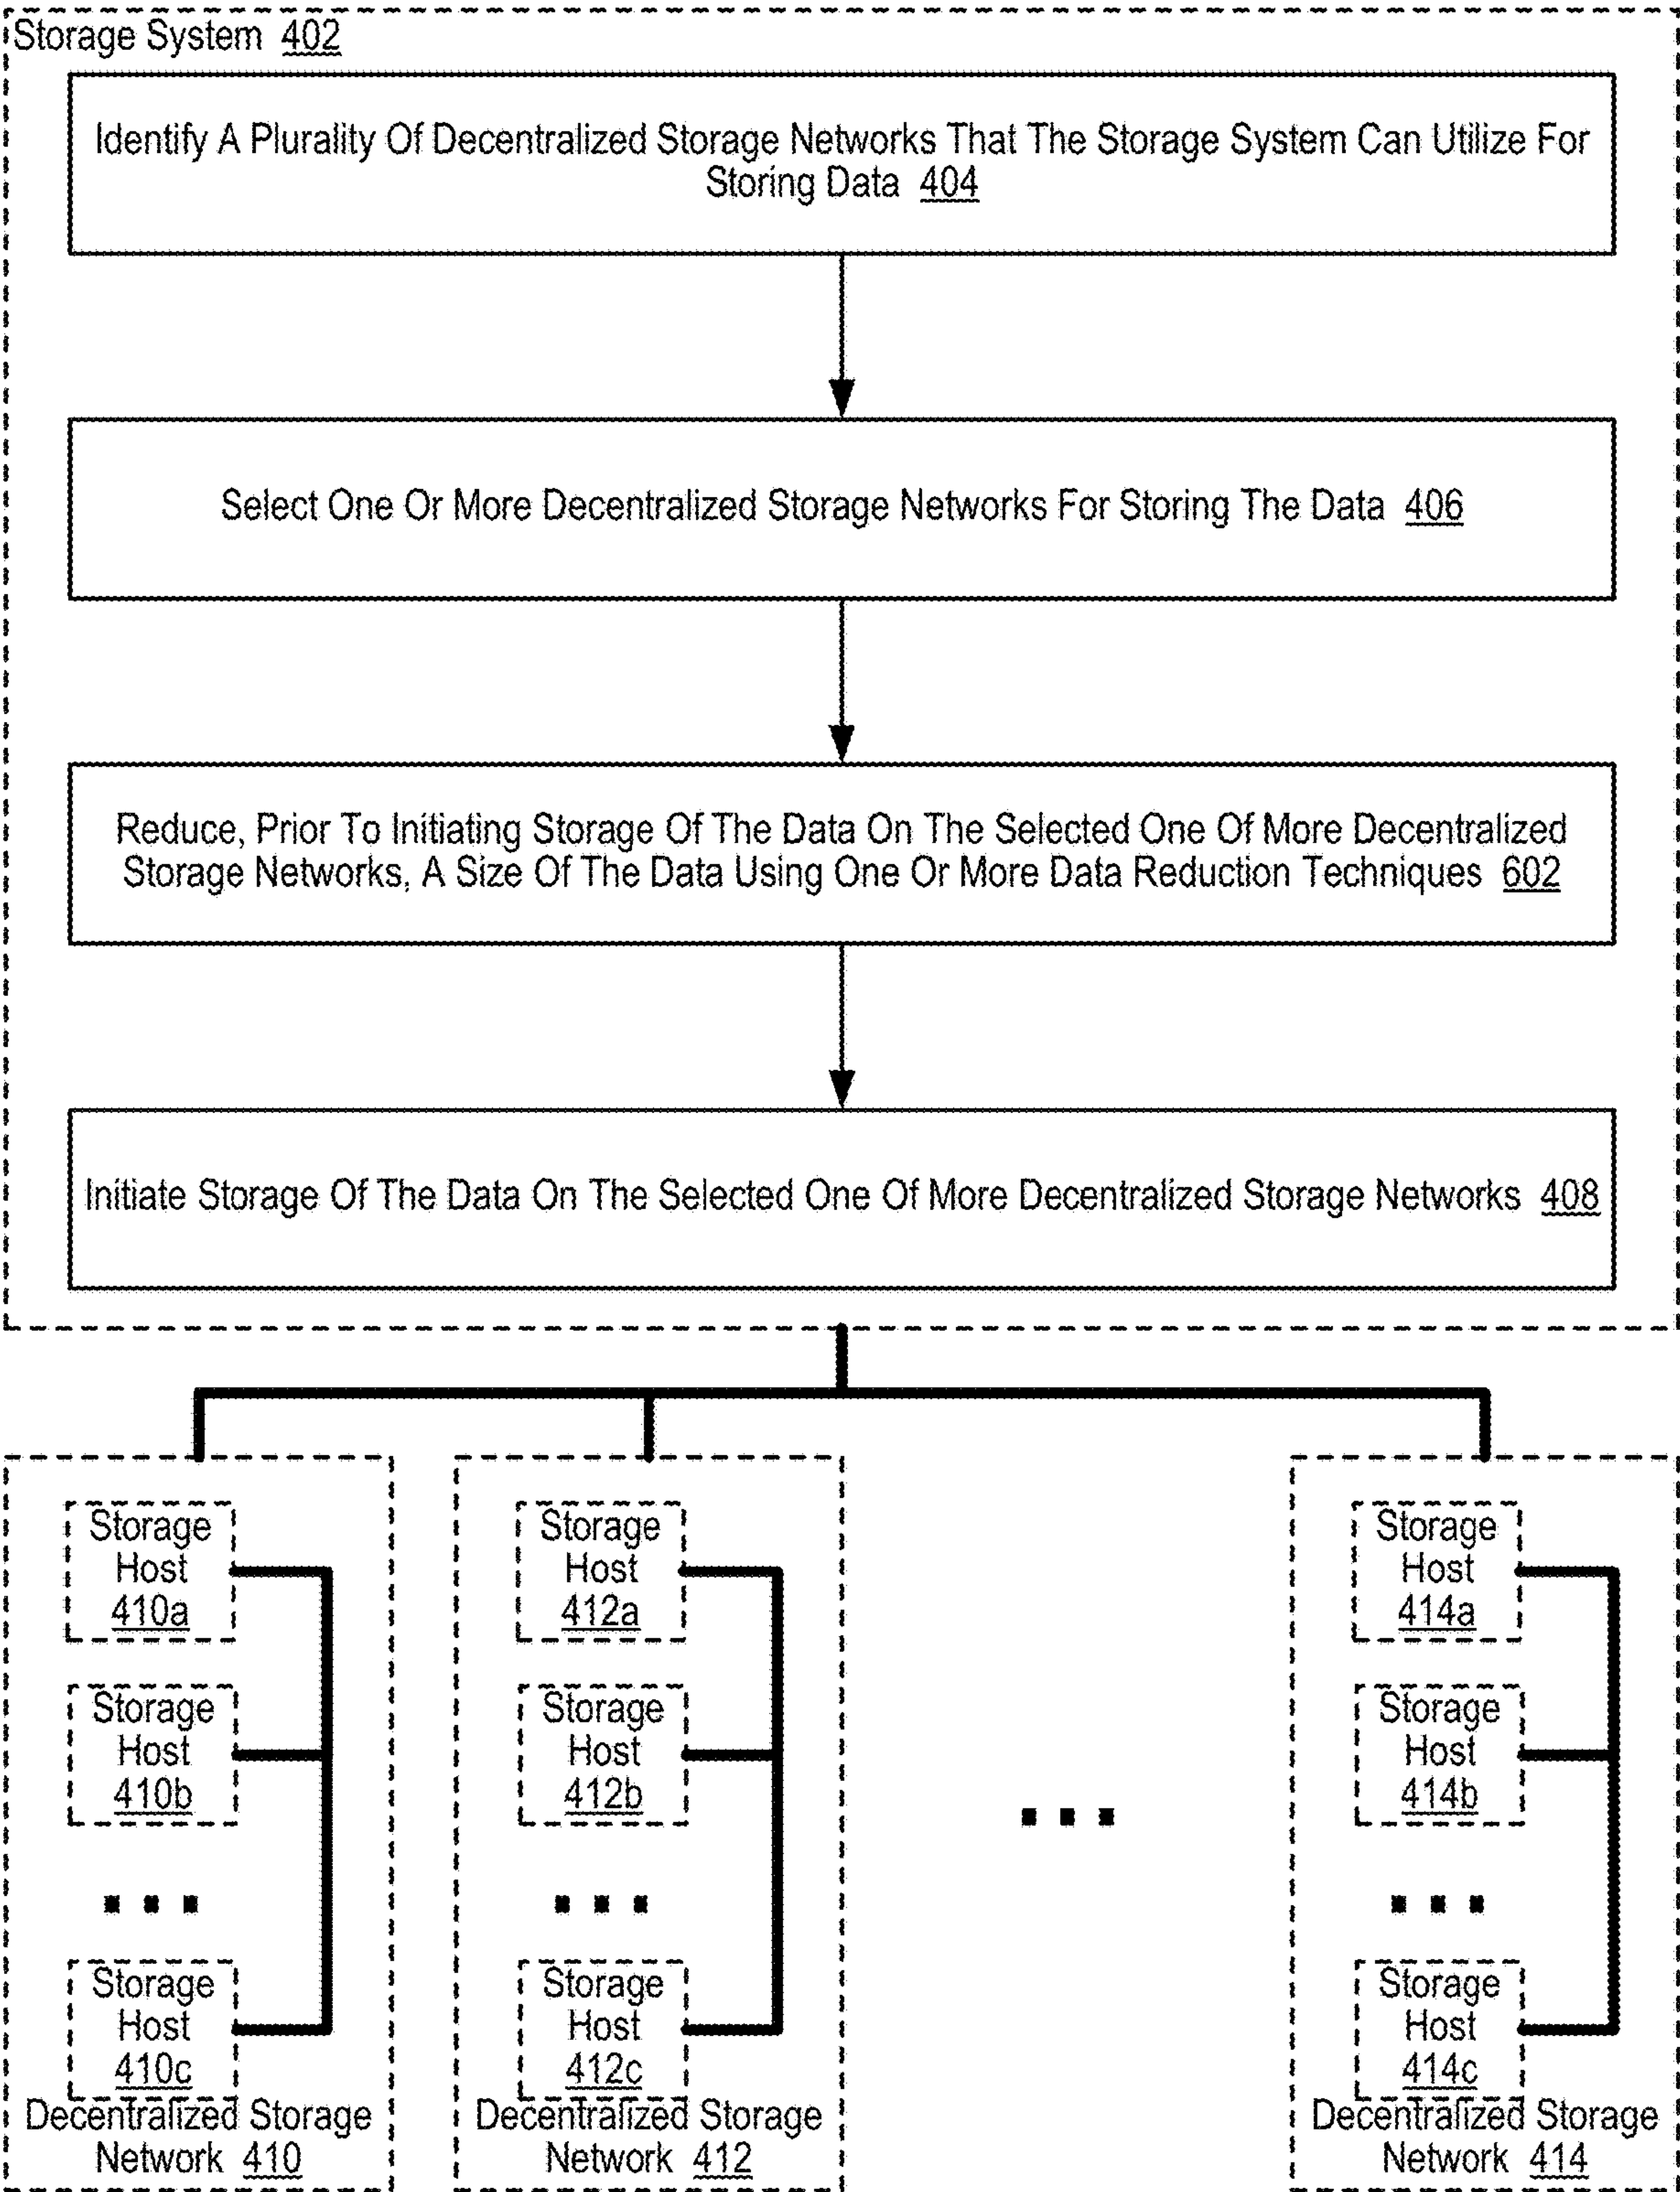 Storage System 402
Identify A Plurality Of Decentralized Storage Networks That The Storage System Can Utilize For
Storing Data 404
Select One Or More Decentralized Storage Networks For Storing The Data 406
Reduce, Prior To Initiating Storage Of The Data On The Selected One Of More Decentralized
Storage Networks, A Size Of The Data Using One Or More Data Reduction Techniques 602
Initiate Storage Of The Data On The Selected One Of More Decentralized Storage Networks 408
Storage
Host
410a
Storage
Host
410b
Storage
Host
410c
Decentralized Storage
Network 410
Storage
Host
412a
Storage
Host
412b
Storage
Host
412c
Decentralized Storage
Network 412
Storage
Host
414a
Storage
Host
414b
Storage
Host
414c
Decentralized Storage
Network 414